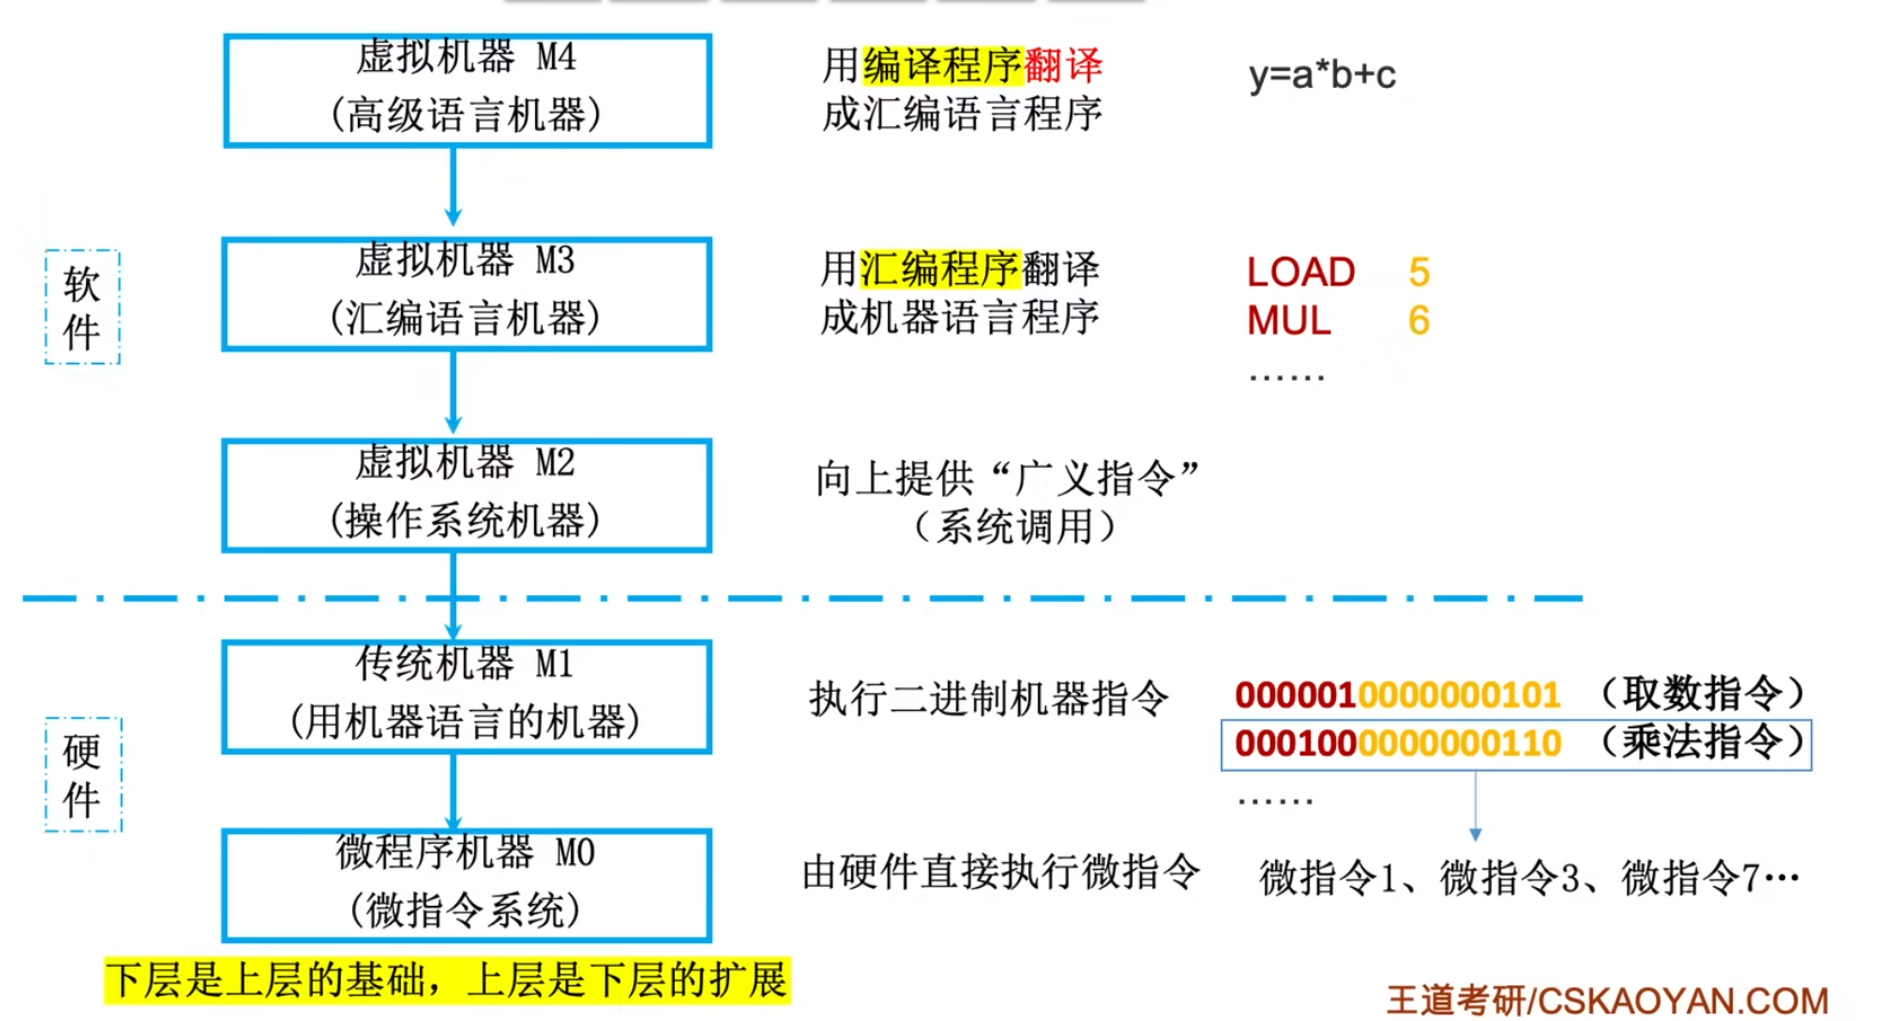 虚拟机器 M4
(高级语言机器)
用编译程序翻译
成汇编语言程序
y=a*b+c
软件
虚拟机器 M3
(汇编语言机器)
用汇编程序翻译
成机器语言程序
LOAD 5
MUL 6
……
虚拟机器 M2
(操作系统机器)
向上提供“广义指令”
（系统调用）
硬件
传统机器 M1
(用机器语言的机器)
执行二进制机器指令
0000010000000101 （取数指令）
0001000000000110 （乘法指令）
……
微程序机器 M0
(微指令系统)
由硬件直接执行微指令
微指令1、微指令3、微指令7…
下层是上层的基础，上层是下层的扩展
王道考研/CSKAOYAN.COM